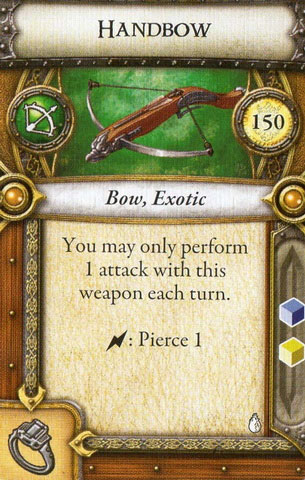 HANDBOW
150
Bow, Exotic
You may only perform
1 attack with this
weapon each turn.
: Pierce 1